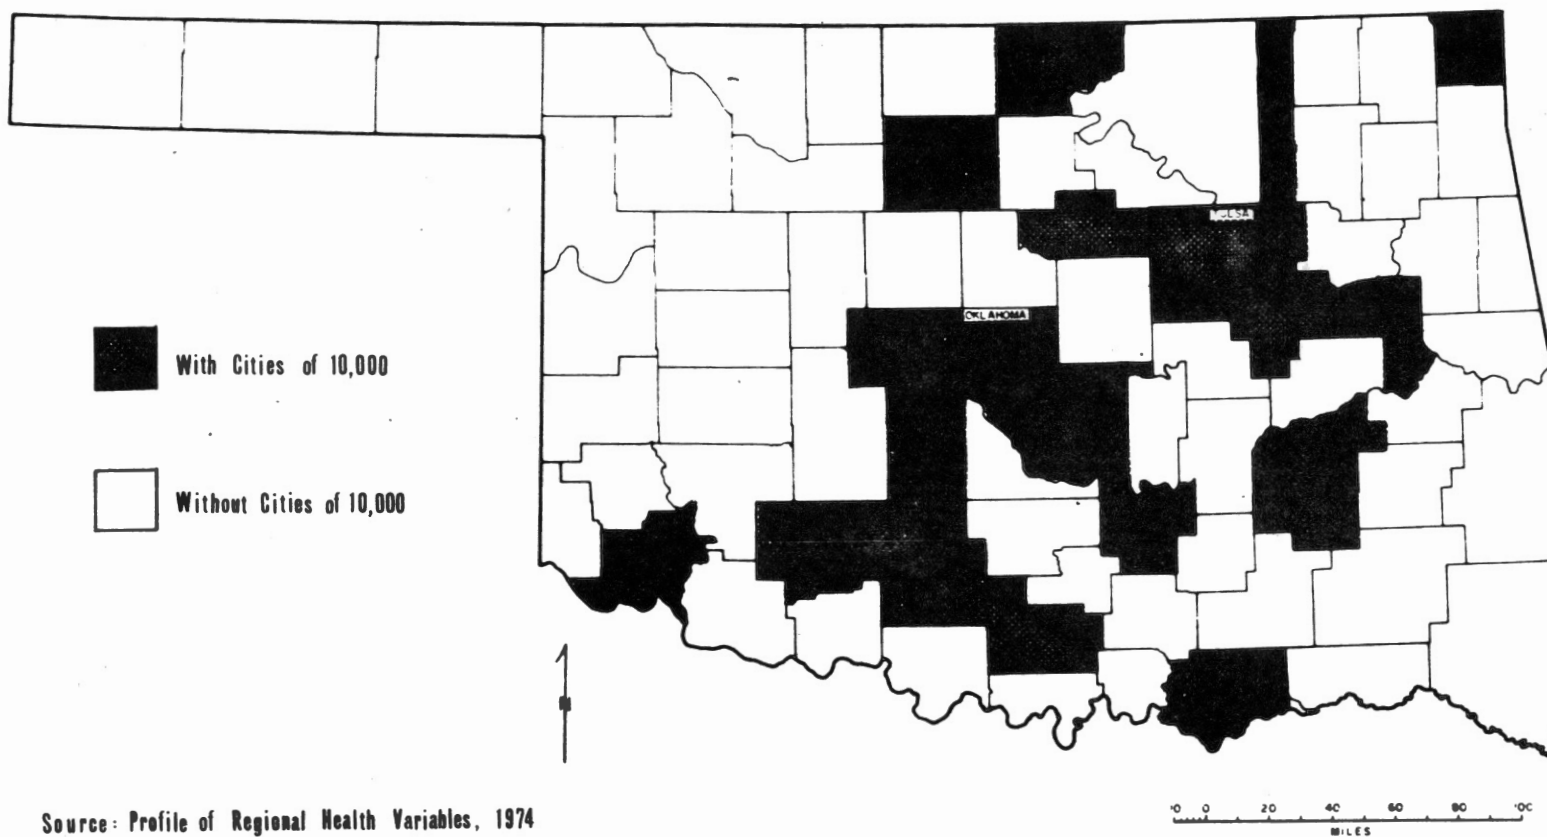 TULSA
OKLAHOMA
With Cities of 10,000
Without Cities of 10,000
Source: Profile of Regional Health Variables, 1974
20 40 60
MILES